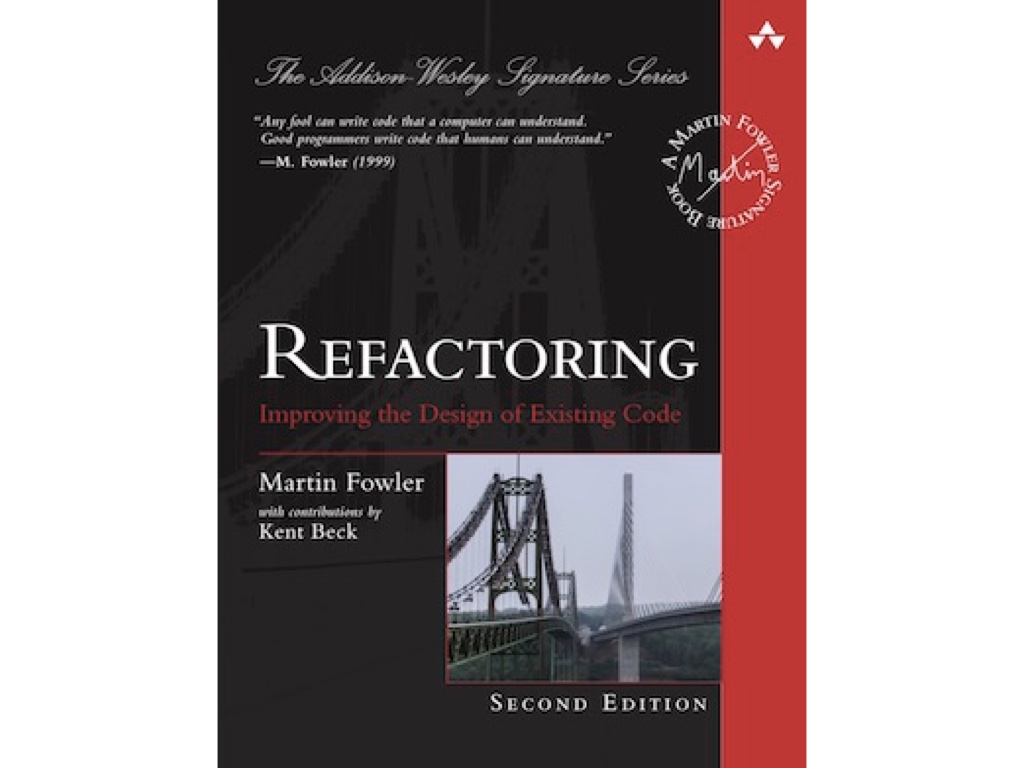 The Addison-Wesley Signature Series
“Any fool can write code that a computer can understand.
Good programmers write code that humans can understand.”
—M. Fowler (1999)
A MARTIN FOWLER SIGNATURE BOOK
Martin
REFACTORING
Improving the Design of Existing Code
Martin Fowler
with contributions by
Kent Beck
SECOND EDITION